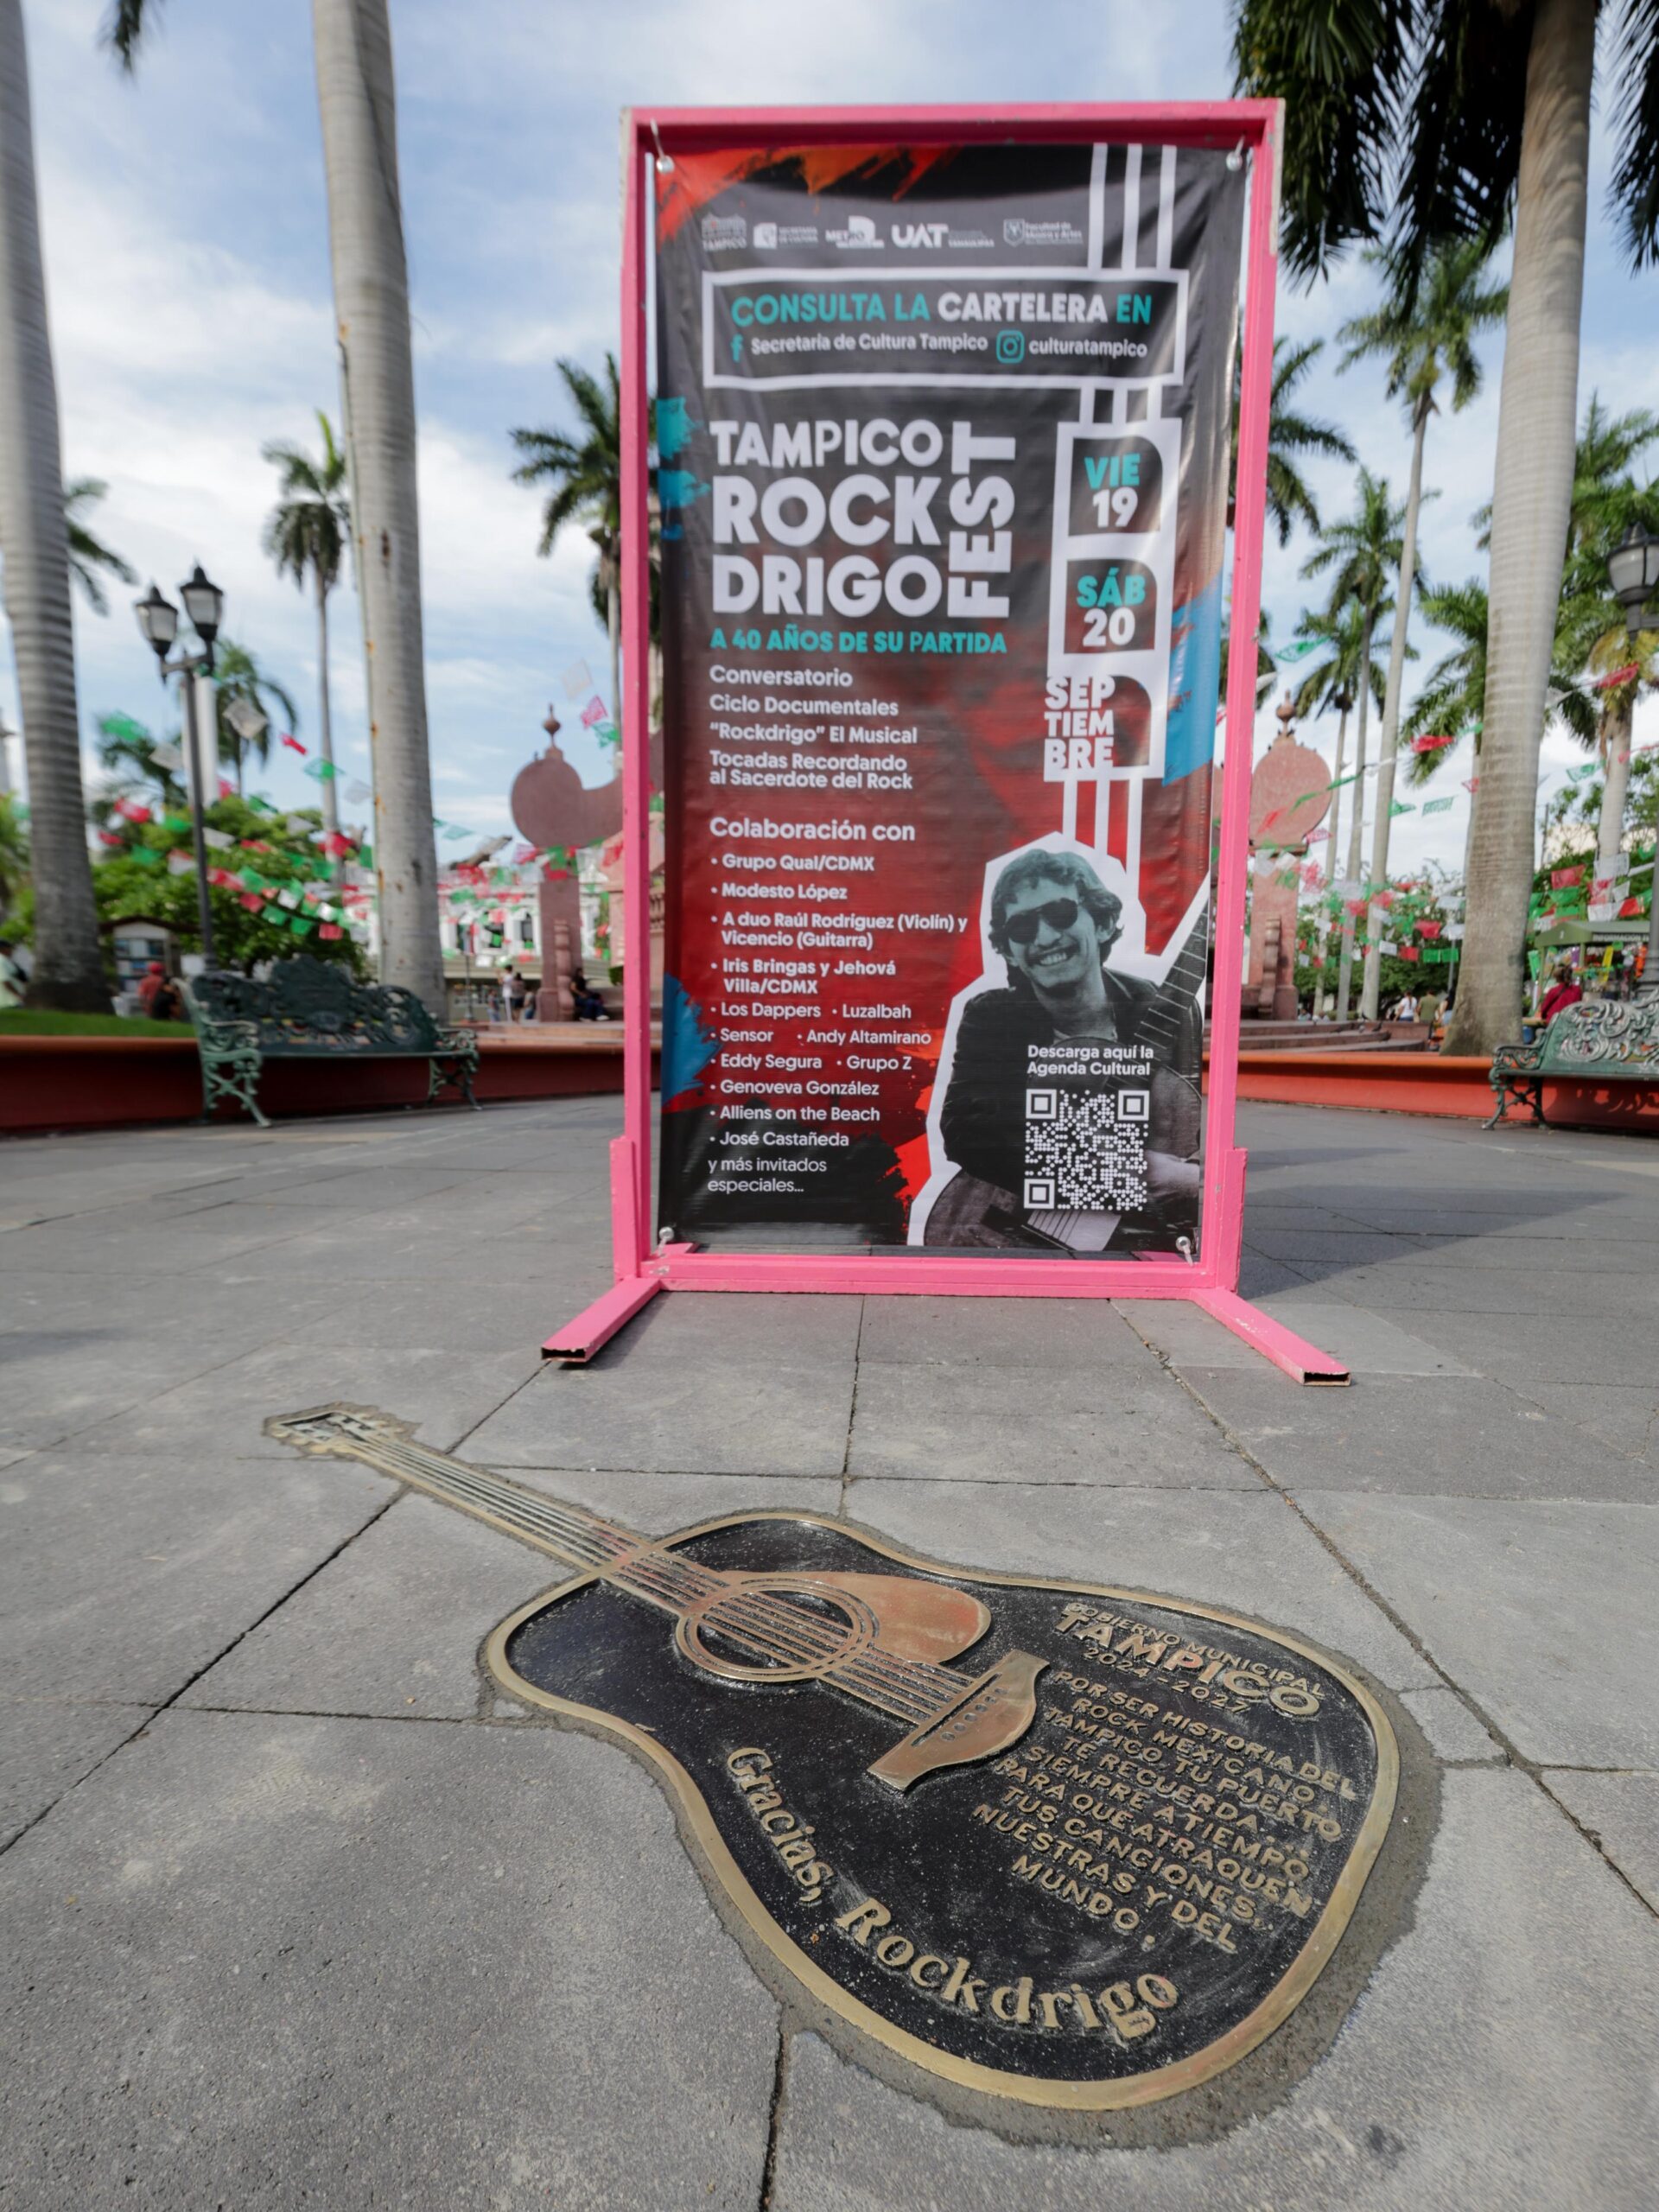 TAMPICO
METRO
UAT
CONSULTA LA CARTELERA EN
Secretaria de Cultura Tampico culturatampico
TAMPICO
ROCK
DRIGO
FEST
A 40 AÑOS DE SU PARTIDA
VIE
19
SÁB
20
SEP
TIEM
BRE
Conversatorio
Ciclo Documentales
“Rockdrigo” El Musical
Tocadas Recordando
al Sacerdote del Rock
Colaboración con
• Grupo Qual/CDMX
• Modesto López
• A duo Raúl Rodríguez (Violín) y
Vicencio (Guitarra)
• Iris Bringas y Jehová
Villa/CDMX
• Los Dappers • Luzalbah
• Sensor • Andy Altamirano
• Eddy Segura • Grupo Z
• Genoveva González
• Alliens on the Beach
• José Castañeda
y más invitados
especiales...
Descarga aquí la
Agenda Cultural
GOBIERNO MUNICIPAL
TAMPICO
2024-2027
POR SER HISTORIA DEL
ROCK MEXICANO.
TAMPICO TU PUERTO
TE RECUERDA...
SIEMPRE A TIEMPO
PARA QUE ATRAQUEN
TUS CANCIONES,
NUESTRAS Y DEL
MUNDO.
Gracias, Rockdrigo